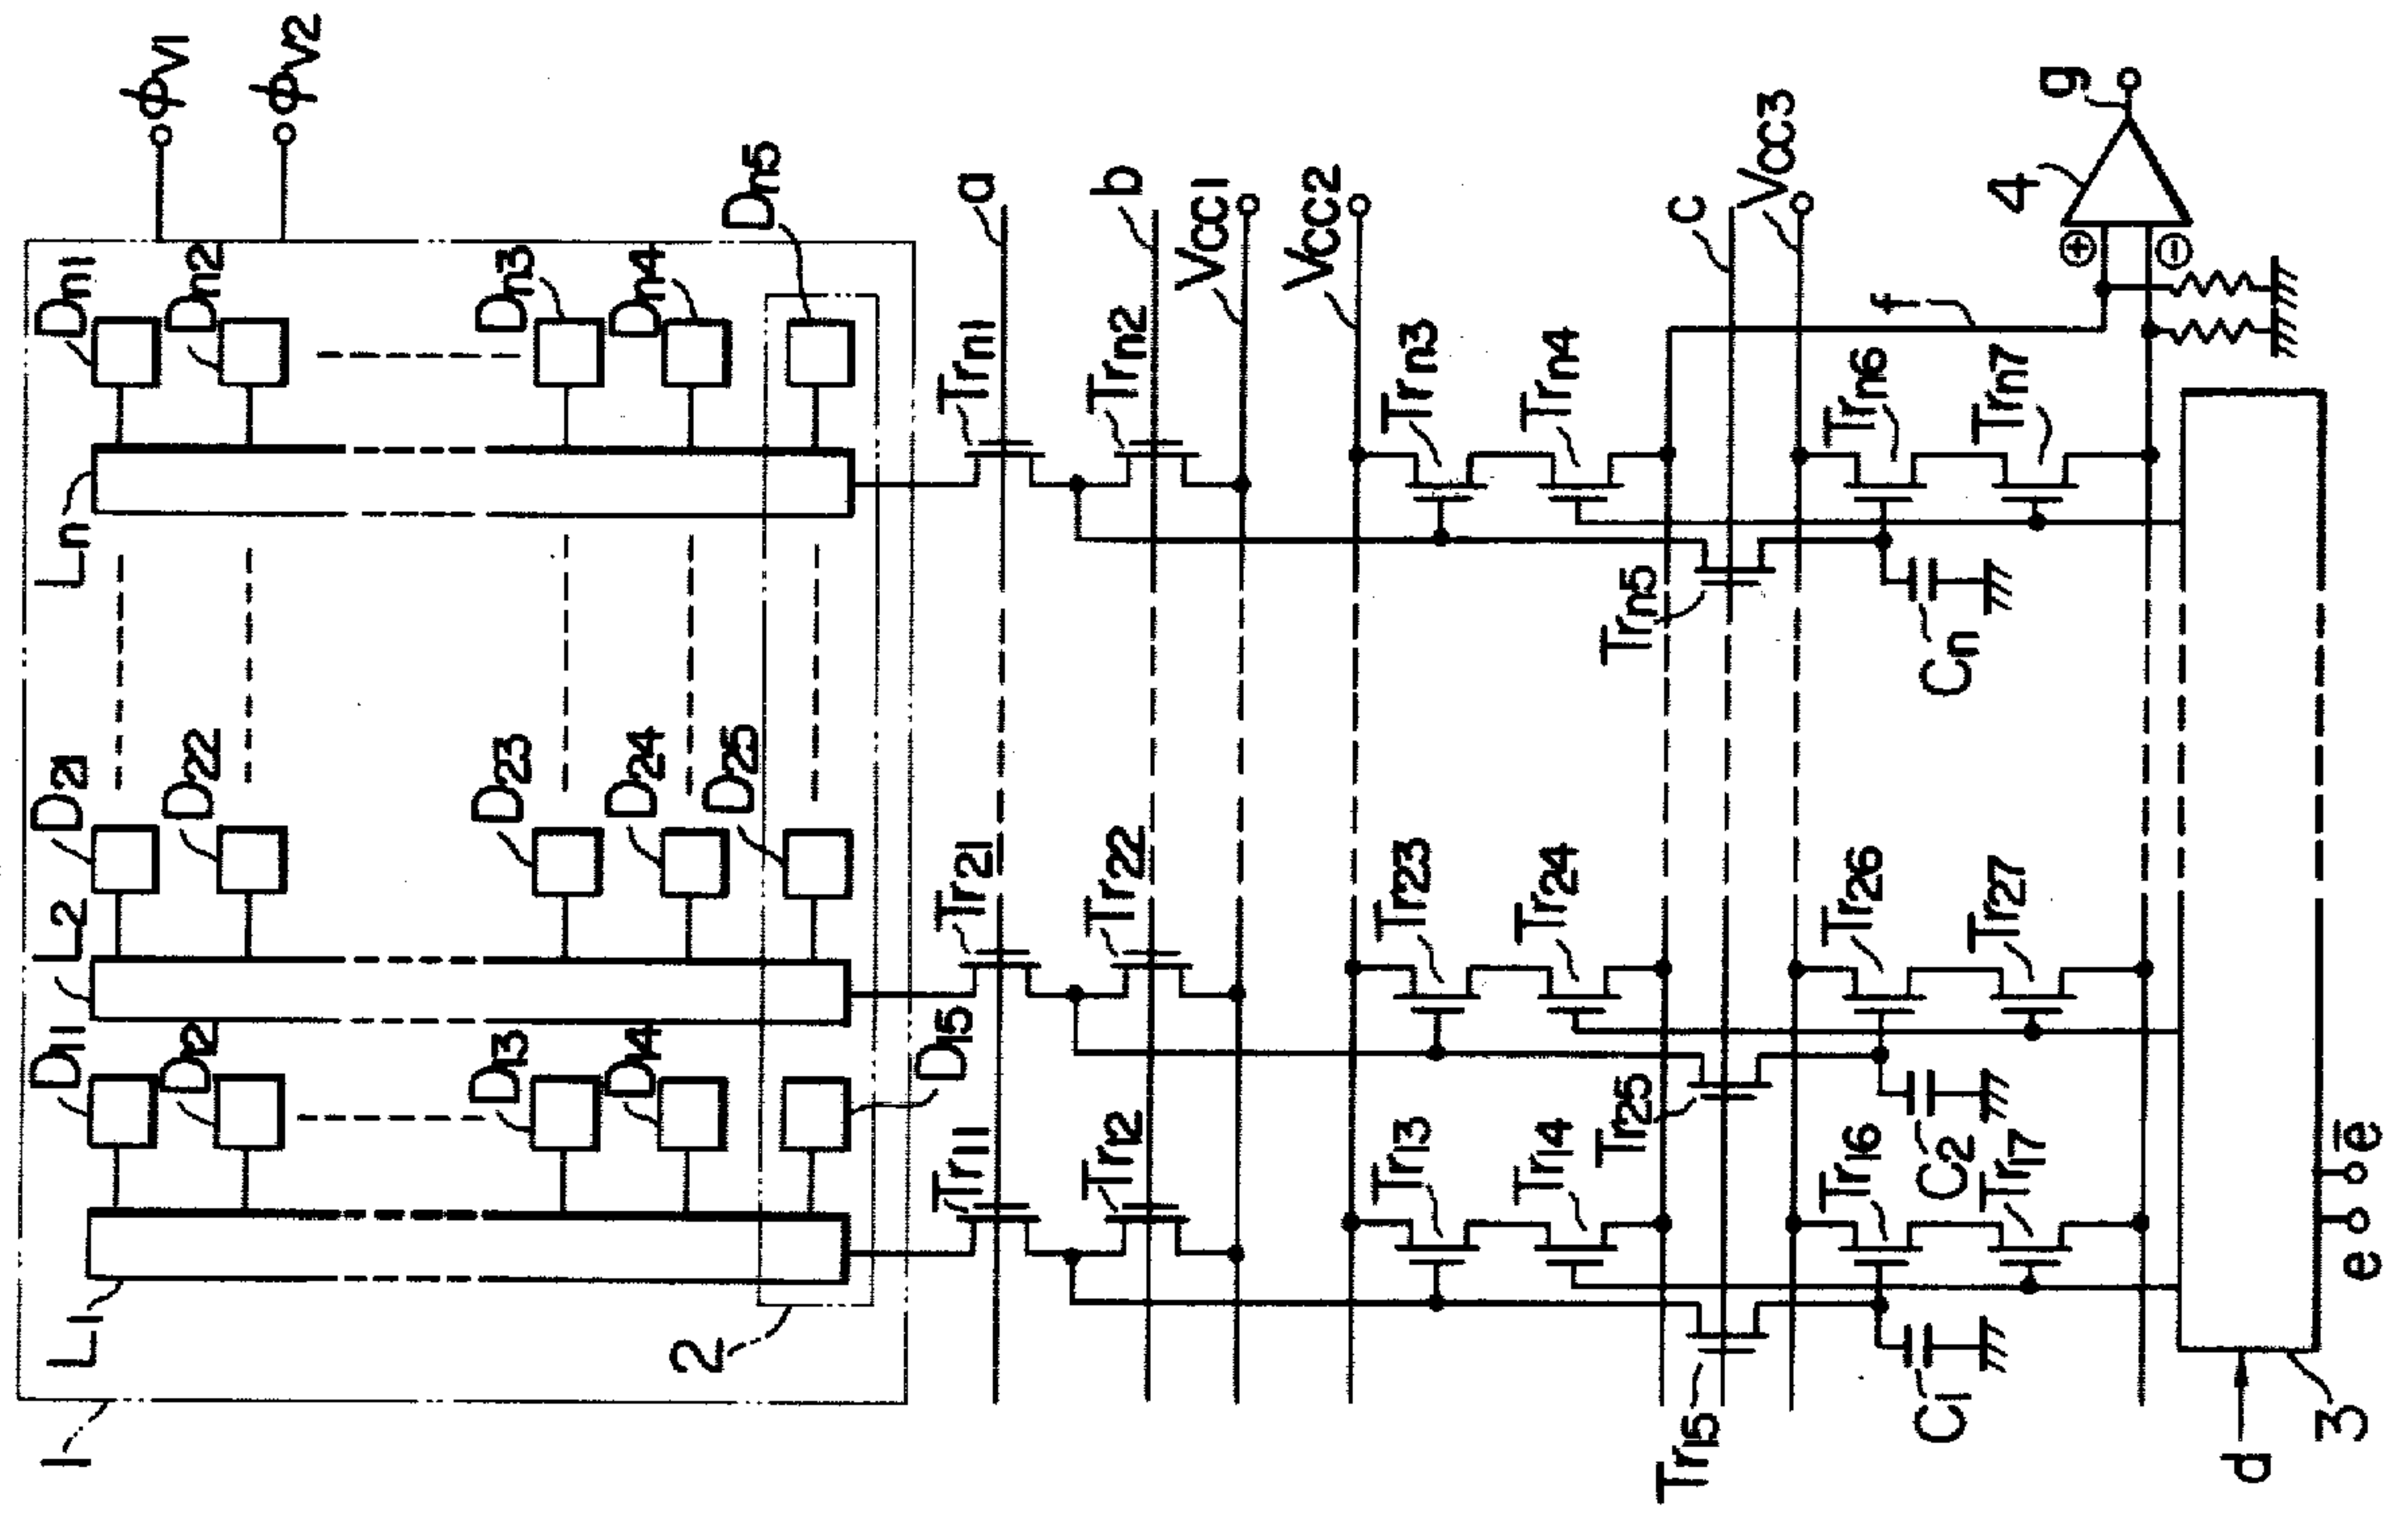 1
L1
D11
D12
D13
D14
D15
L2
D21
D22
D23
D24
D25
Ln
Dn1
Dn2
Dn3
Dn4
Dn5
2
φV1
φV2
Tr11
Tr21
Trn1
a
Tr12
Tr22
Trn2
b
VCC1
VCC2
Tr13
Tr23
Trn3
Tr14
Tr24
Trn4
f
Tr15
Tr25
Trn5
c
VCC3
Tr16
Tr26
Trn6
C1
C2
Cn
Tr17
Tr27
Trn7
+
−
4
g
d
3
e
e̅